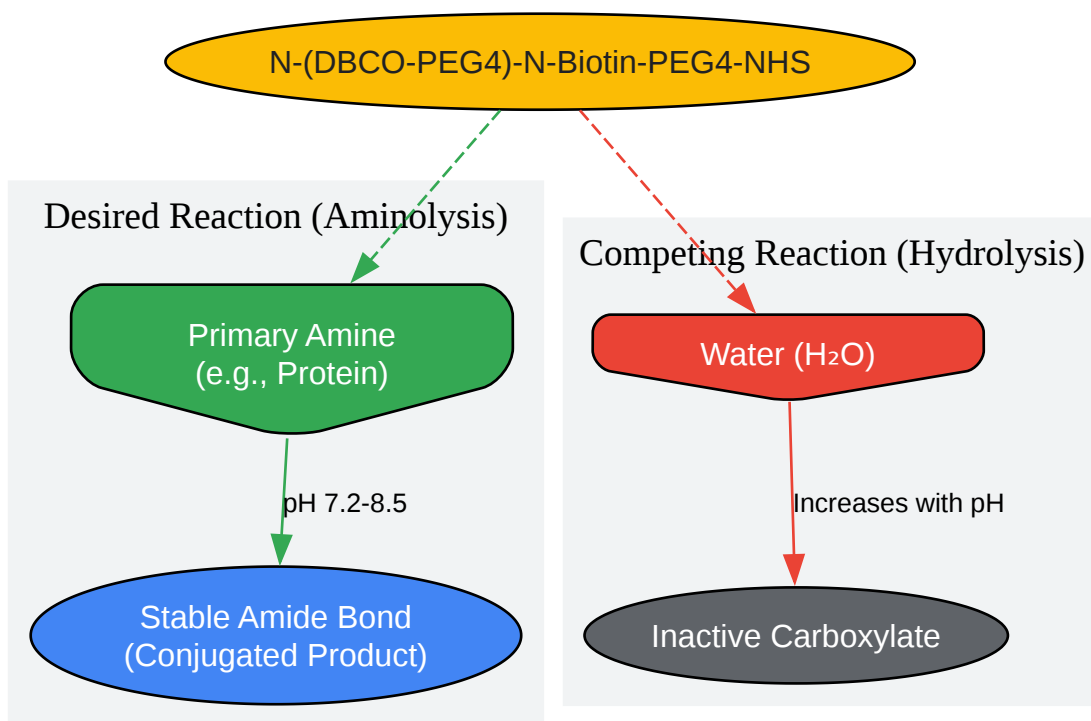 N-(DBCO-PEG4)-N-Biotin-PEG4-NHS
Desired Reaction (Aminolysis)
Competing Reaction (Hydrolysis)
Primary Amine
(e.g., Protein)
Water (H₂O)
pH 7.2-8.5
Increases with pH
Stable Amide Bond
(Conjugated Product)
Inactive Carboxylate